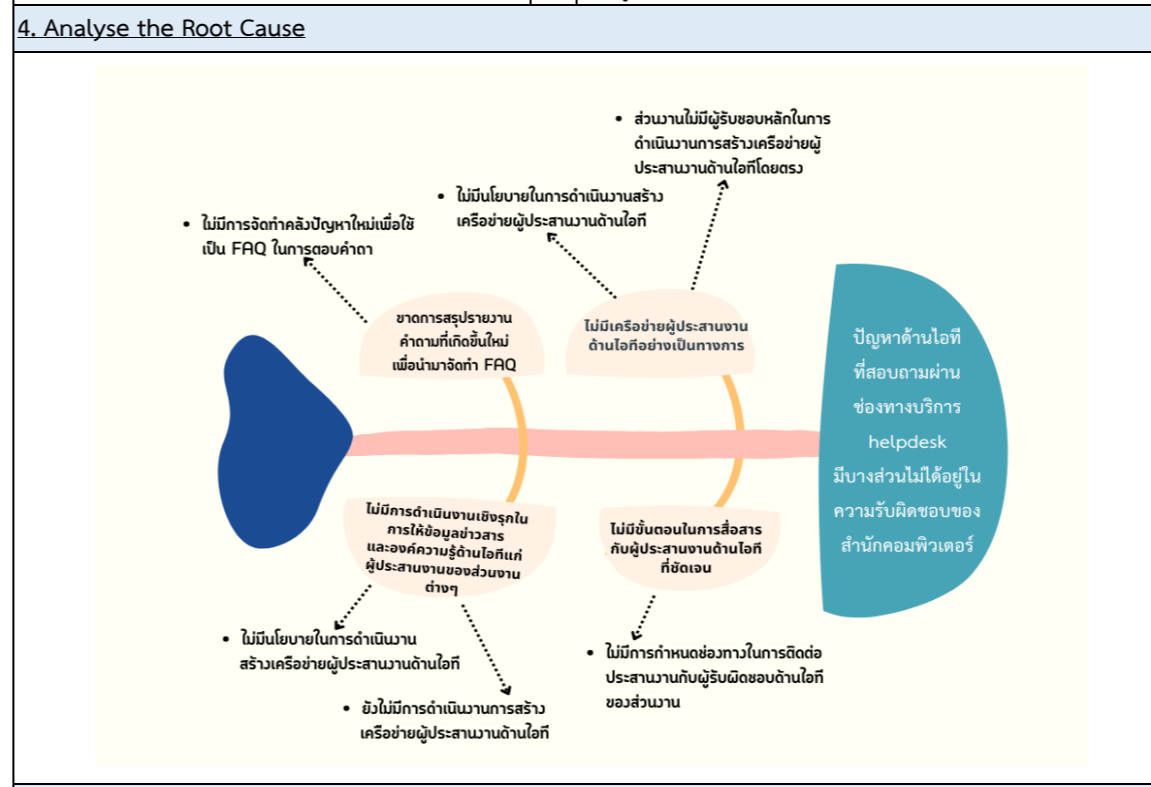 4. Analyse the Root Cause
• ส่วนงานไม่มีผู้รับชอบหลักในการ
ดำเนินงานการสร้างเครือข่ายผู้
ประสานงานด้านไอทีโดยตรง
• ไม่มีนโยบายในการดำเนินงานสร้าง
เครือข่ายผู้ประสานงานด้านไอที
• ไม่มีการจัดทำคลังปัญหาใหม่เพื่อใช้
เป็น FAQ ในการตอบคำถา
ขาดการสรุปรายงาน
คำถามที่เกิดขึ้นใหม่
เพื่อนำมาจัดทำ FAQ
ไม่มีเครือข่ายผู้ประสานงาน
ด้านไอทีอย่างเป็นทางการ
ปัญหาด้านไอที
ที่สอบถามผ่าน
ช่องทางบริการ
helpdesk
มีบางส่วนไม่ได้อยู่ใน
ความรับผิดชอบของ
สำนักคอมพิวเตอร์
ไม่มีการดำเนินงานเชิงรุกใน
การให้ข้อมูลข่าวสาร
และองค์ความรู้ด้านไอทีแก่
ผู้ประสานงานของส่วนงาน
ต่างๆ
ไม่มีขั้นตอนในการสื่อสาร
กับผู้ประสานงานด้านไอที
ที่ชัดเจน
• ไม่มีนโยบายในการดำเนินงาน
สร้างเครือข่ายผู้ประสานงานด้านไอที
• ยังไม่มีการดำเนินงานการสร้าง
เครือข่ายผู้ประสานงานด้านไอที
• ไม่มีการกำหนดช่องทางในการติดต่อ
ประสานงานกับผู้รับผิดชอบด้านไอที
ของส่วนงาน